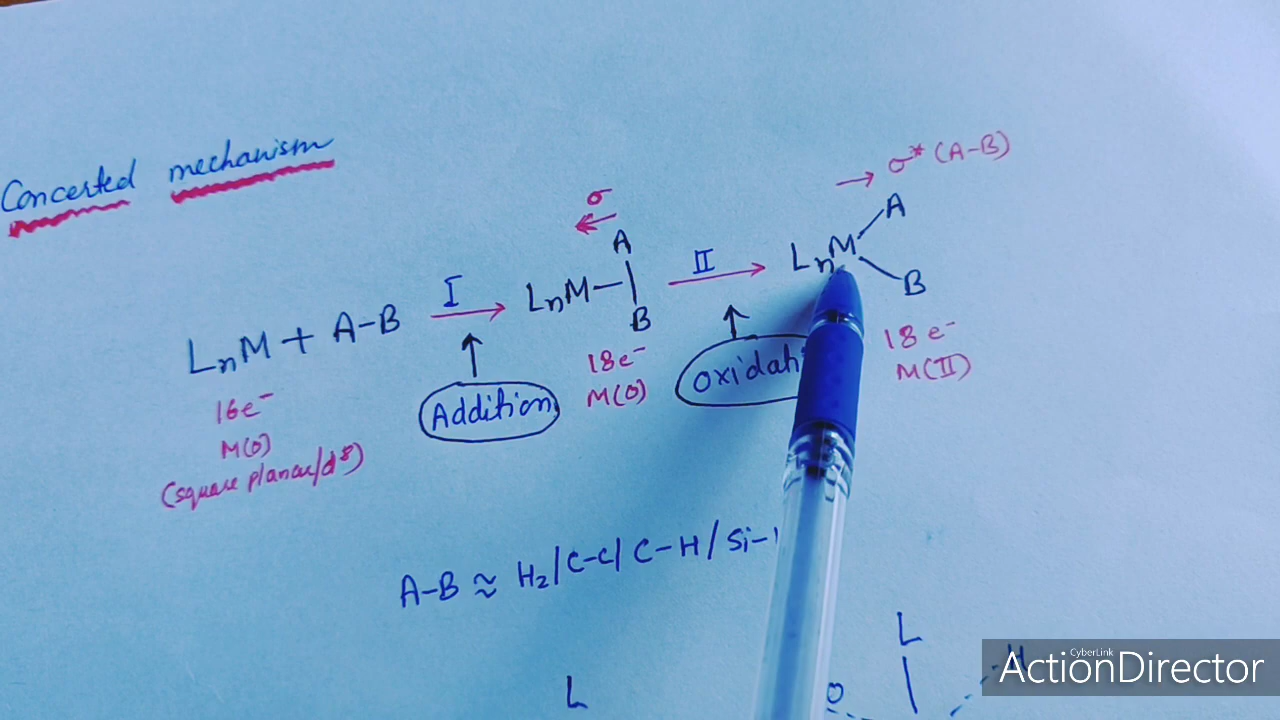 Concerted mechanism
σ
→ σ* (A-B)
LnM + A-B
I
LnM-
A
B
II
LnM
A
B
16e⁻
M(0)
(square planar/d⁸)
Addition
18e⁻
M(0)
18e⁻
M(II)
A-B ≈ H₂/C-C/C-H/Si-
L
L
CyberLink
ActionDirector